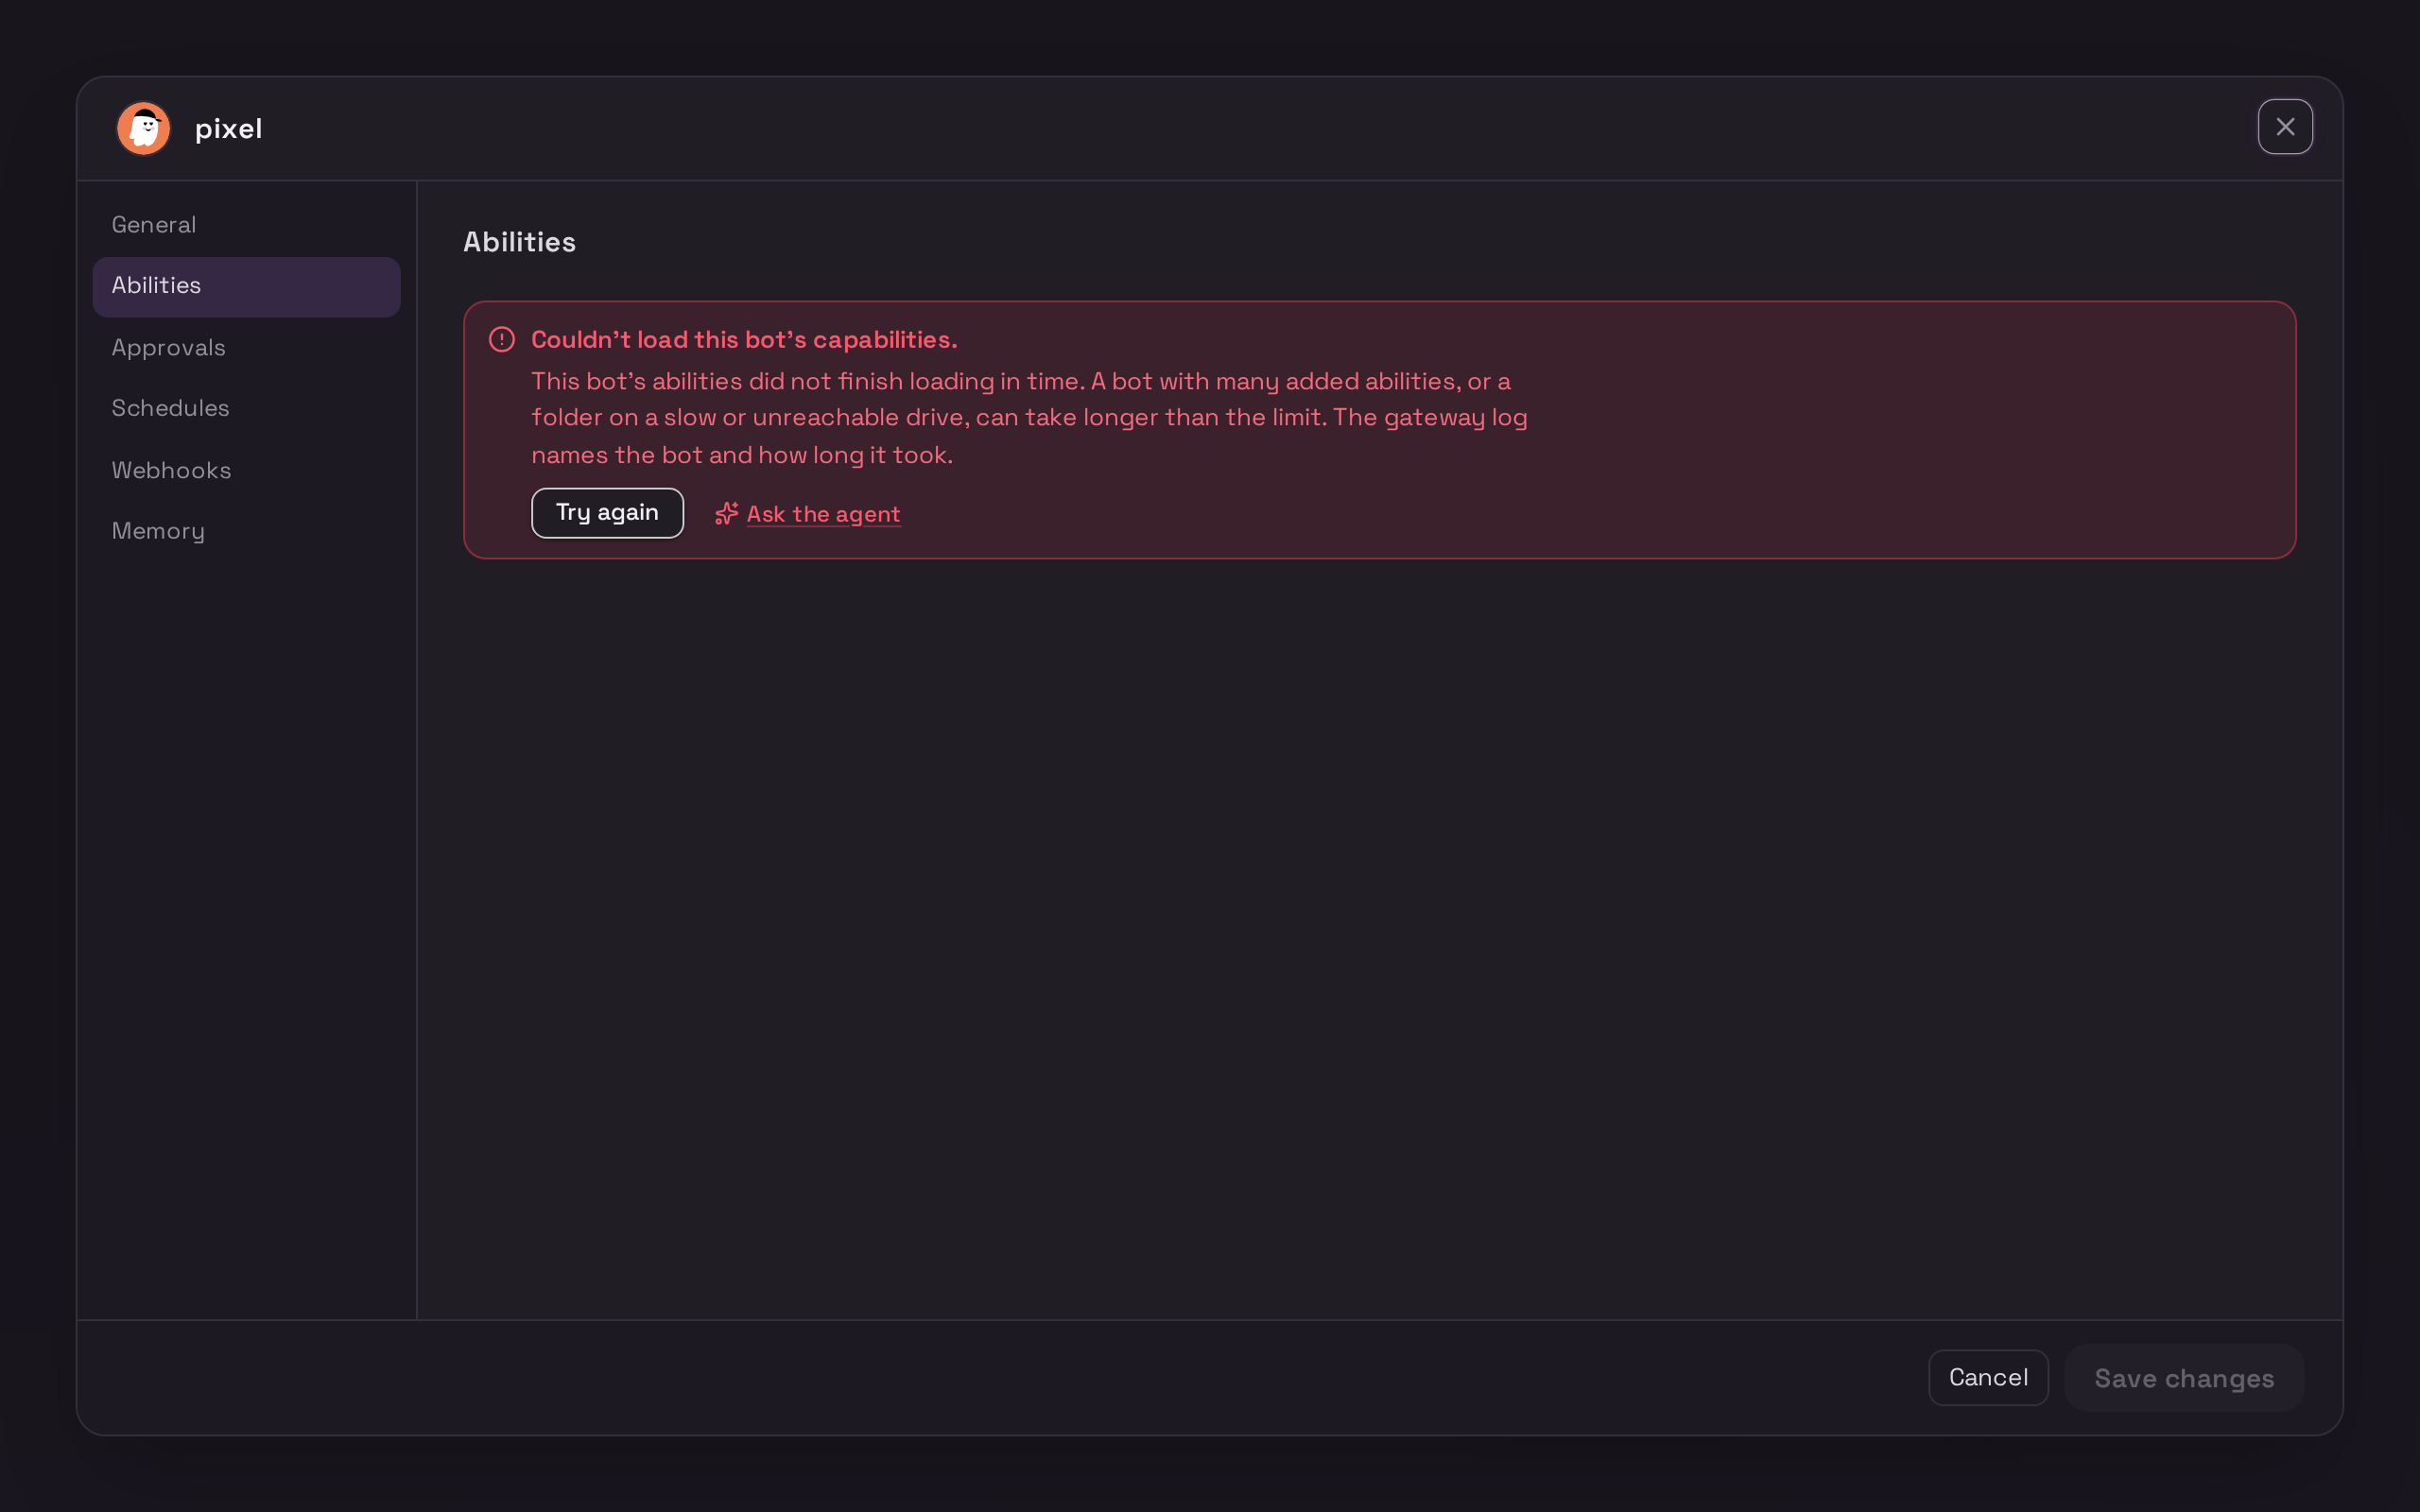 pixel
General
Abilities
Approvals
Schedules
Webhooks
Memory
Abilities
Couldn’t load this bot’s capabilities.
This bot’s abilities did not finish loading in time. A bot with many added abilities, or a
folder on a slow or unreachable drive, can take longer than the limit. The gateway log
names the bot and how long it took.
Try again
Ask the agent
Cancel
Save changes